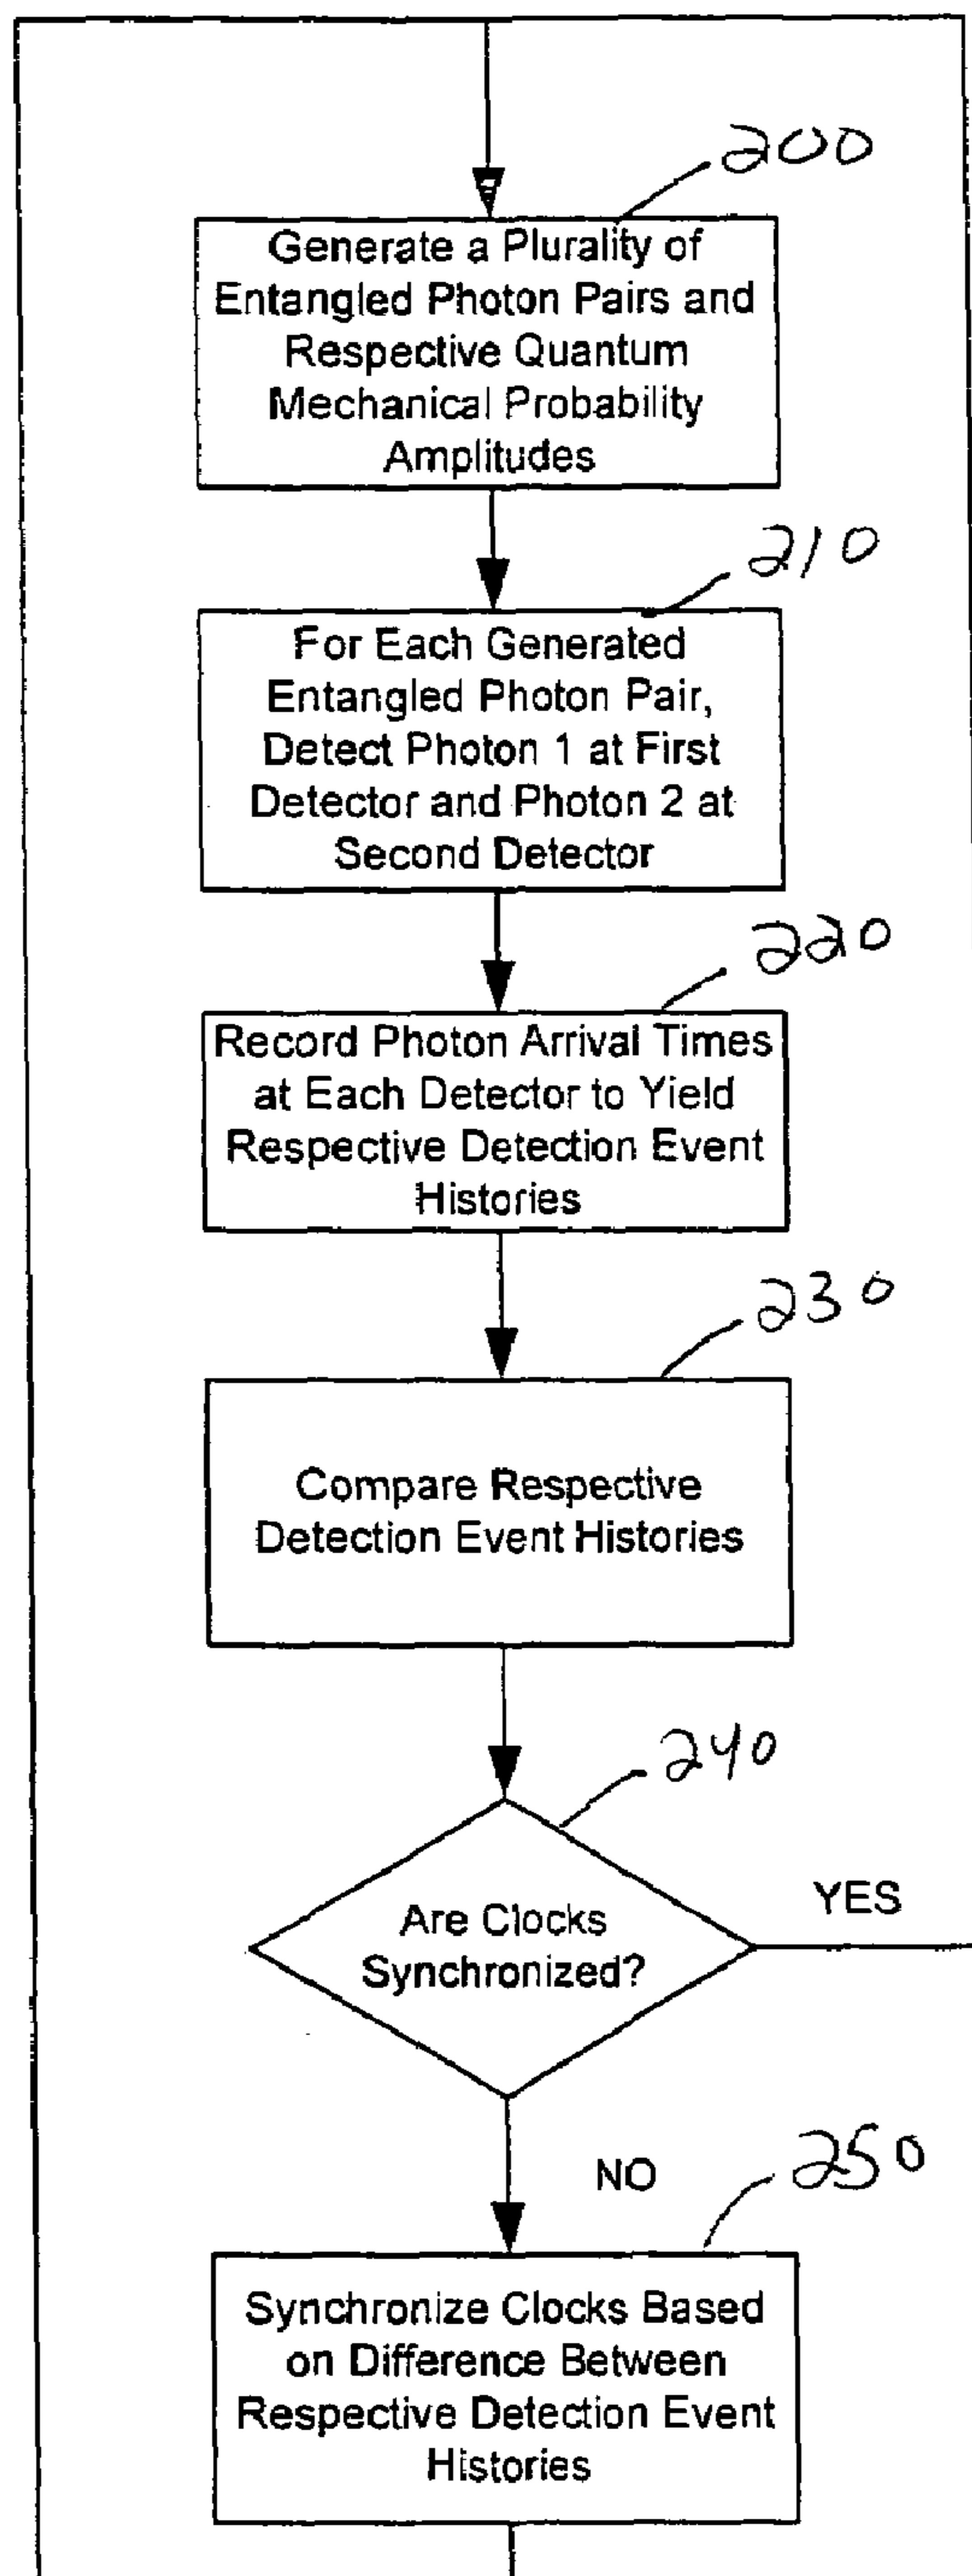 200
Generate a Plurality of
Entangled Photon Pairs and
Respective Quantum
Mechanical Probability
Amplitudes
210
For Each Generated
Entangled Photon Pair,
Detect Photon 1 at First
Detector and Photon 2 at
Second Detector
220
Record Photon Arrival Times
at Each Detector to Yield
Respective Detection Event
Histories
230
Compare Respective
Detection Event Histories
240
Are Clocks
Synchronized?
YES
NO
250
Synchronize Clocks Based
on Difference Between
Respective Detection Event
Histories